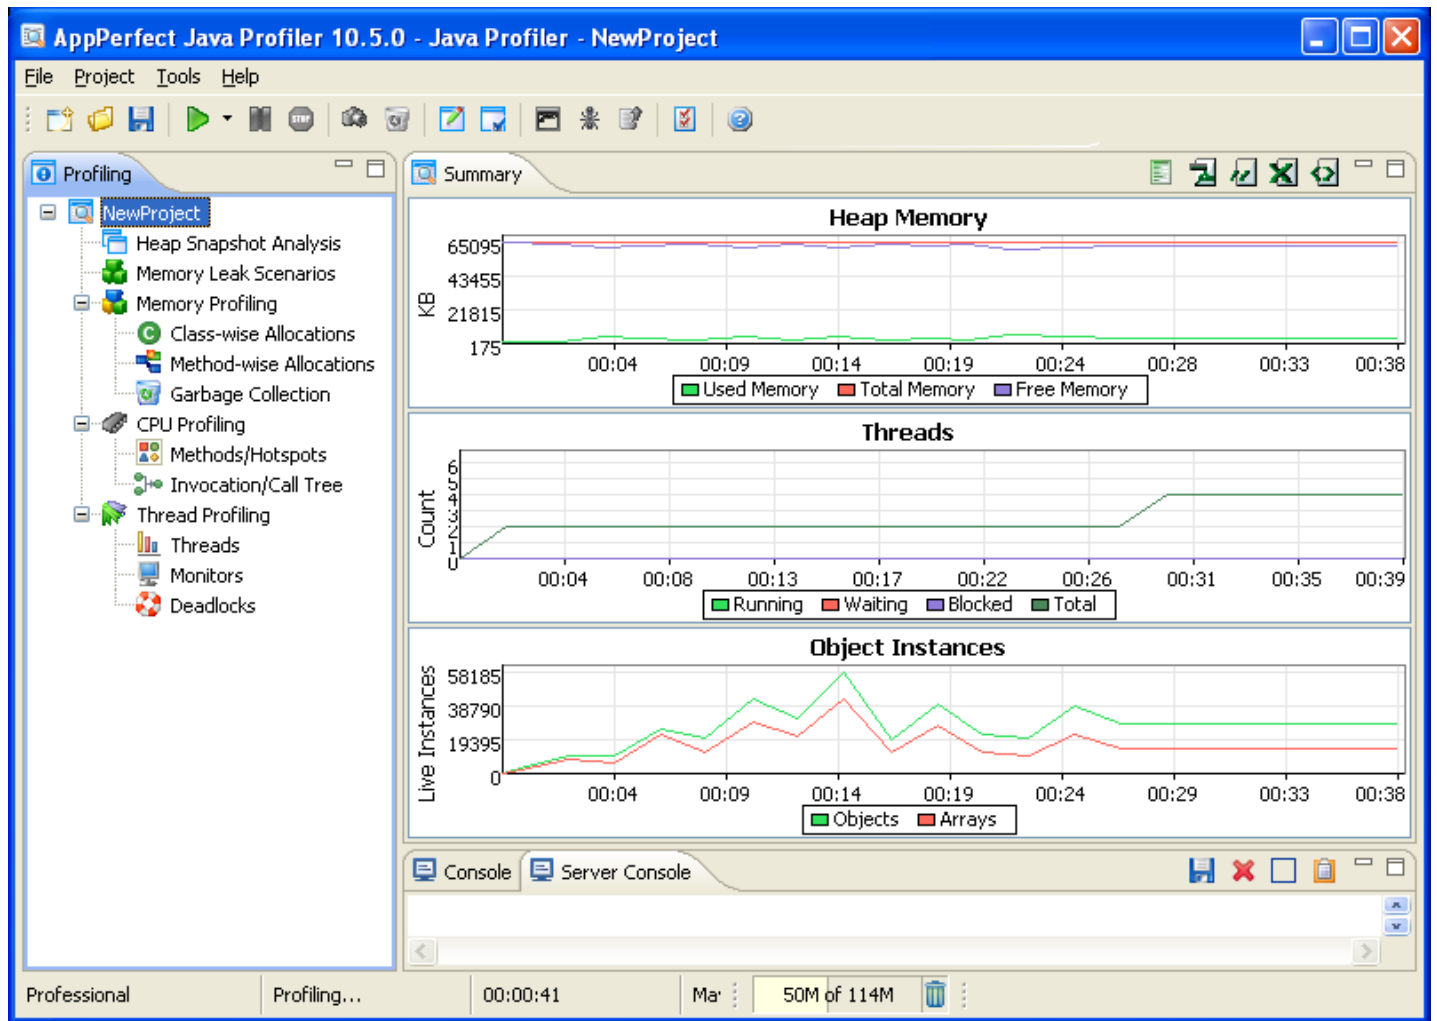 AppPerfect Java Profiler 10.5.0 - Java Profiler - NewProject
File Project Tools Help
STOP
Profiling
NewProject
Heap Snapshot Analysis
Memory Leak Scenarios
Memory Profiling
C Class-wise Allocations
Method-wise Allocations
Garbage Collection
CPU Profiling
Methods/Hotspots
Invocation/Call Tree
Thread Profiling
Threads
Monitors
Deadlocks
Summary
Heap Memory
KB
65095
43455
21815
175
00:04 00:09 00:14 00:19 00:24 00:28 00:33 00:38
Used Memory Total Memory Free Memory
Threads
Count
6
5
4
3
2
1
0
00:04 00:08 00:13 00:17 00:22 00:26 00:31 00:35 00:39
Running Waiting Blocked Total
Object Instances
Live Instances
58185
38790
19395
0
00:04 00:09 00:14 00:19 00:24 00:29 00:33 00:38
Objects Arrays
Console Server Console
Professional Profiling... 00:00:41 Ma 50M of 114M